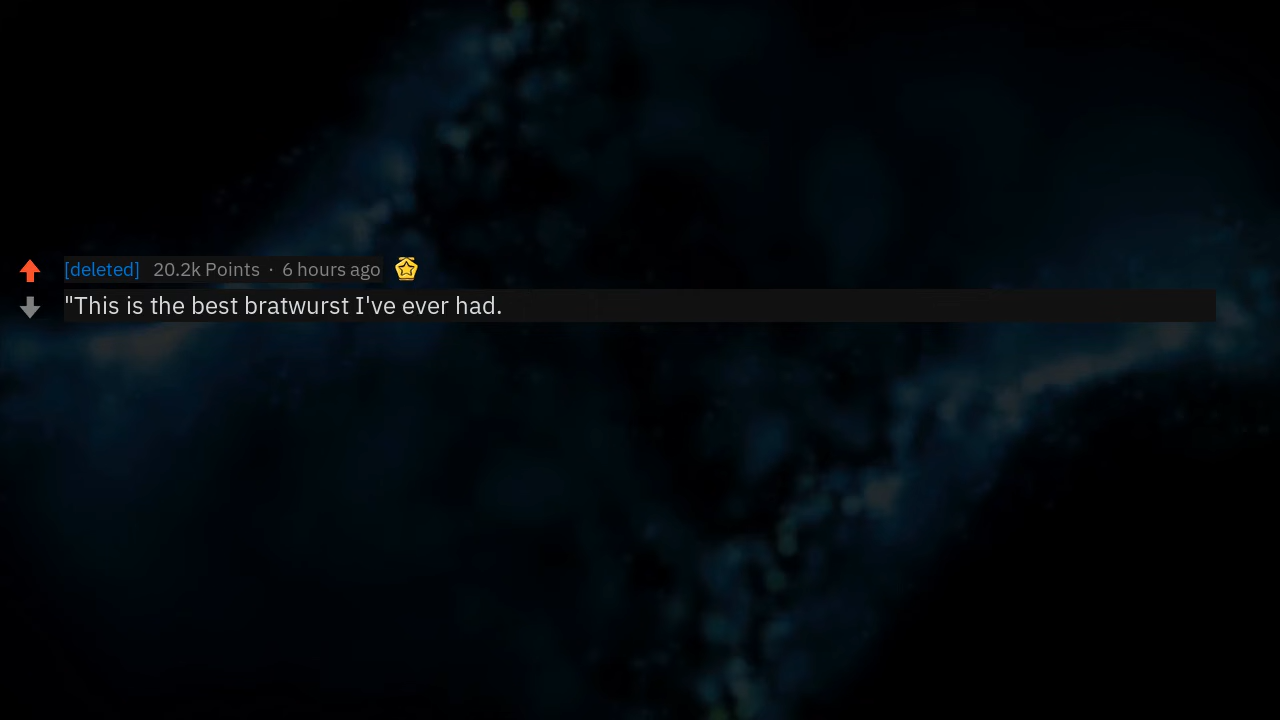 [deleted] 20.2k Points · 6 hours ago
"This is the best bratwurst I've ever had.